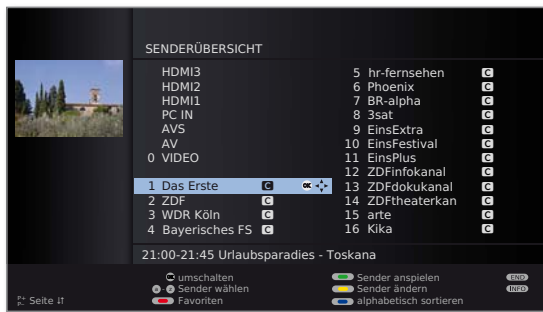 SENDERÜBERSICHT
HDMI3
HDMI2
HDMI1
PC IN
AVS
AV
0 VIDEO
1 Das Erste C OK
2 ZDF C
3 WDR Köln C
4 Bayerisches FS C
5 hr-fernsehen C
6 Phoenix C
7 BR-alpha C
8 3sat C
9 EinsExtra C
10 EinsFestival C
11 EinsPlus C
12 ZDFinfokanal C
13 ZDFdokukanal C
14 ZDFtheaterkan C
15 arte C
16 Kika C
21:00-21:45 Urlaubsparadies - Toskana
OK umschalten
Sender wählen
P+ P- Seite
Favoriten
Sender anspielen
Sender ändern
alphabetisch sortieren
END
INFO